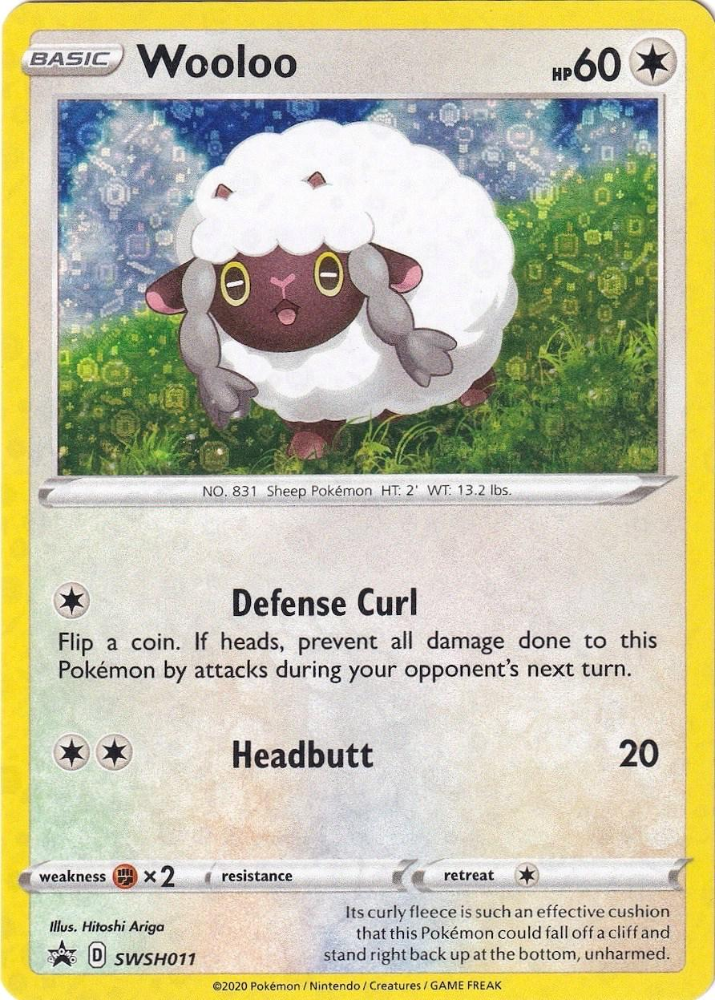 BASIC Wooloo HP60
NO. 831 Sheep Pokémon HT: 2' WT: 13.2 lbs.
Defense Curl
Flip a coin. If heads, prevent all damage done to this
Pokémon by attacks during your opponent's next turn.
Headbutt 20
weakness ×2 resistance retreat
Its curly fleece is such an effective cushion
that this Pokémon could fall off a cliff and
stand right back up at the bottom, unharmed.
Illus. Hitoshi Ariga
D SWSH011
©2020 Pokémon / Nintendo / Creatures / GAME FREAK